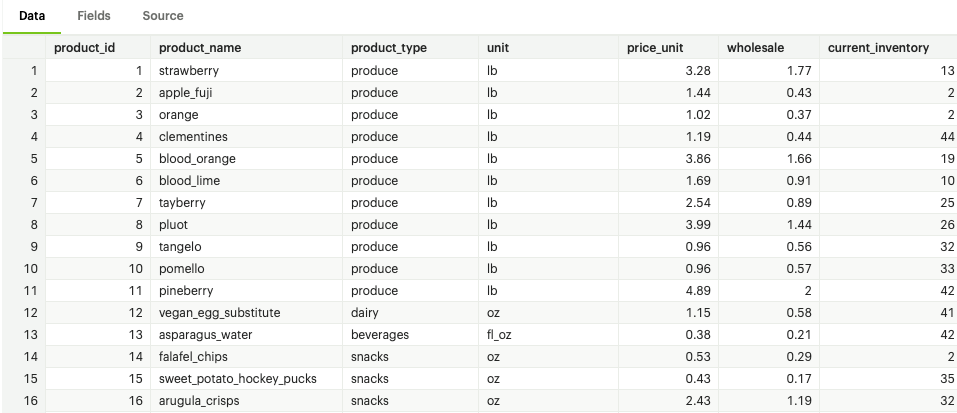 Data Fields Source
product_id product_name product_type unit price_unit wholesale current_inventory
1 1 strawberry produce lb 3.28 1.77 13
2 2 apple_fuji produce lb 1.44 0.43 2
3 3 orange produce lb 1.02 0.37 2
4 4 clementines produce lb 1.19 0.44 44
5 5 blood_orange produce lb 3.86 1.66 19
6 6 blood_lime produce lb 1.69 0.91 10
7 7 tayberry produce lb 2.54 0.89 25
8 8 pluot produce lb 3.99 1.44 26
9 9 tangelo produce lb 0.96 0.56 32
10 10 pomello produce lb 0.96 0.57 33
11 11 pineberry produce lb 4.89 2 42
12 12 vegan_egg_substitute dairy oz 1.15 0.58 41
13 13 asparagus_water beverages fl_oz 0.38 0.21 42
14 14 falafel_chips snacks oz 0.53 0.29 2
15 15 sweet_potato_hockey_pucks snacks oz 0.43 0.17 35
16 16 arugula_crisps snacks oz 2.43 1.19 32